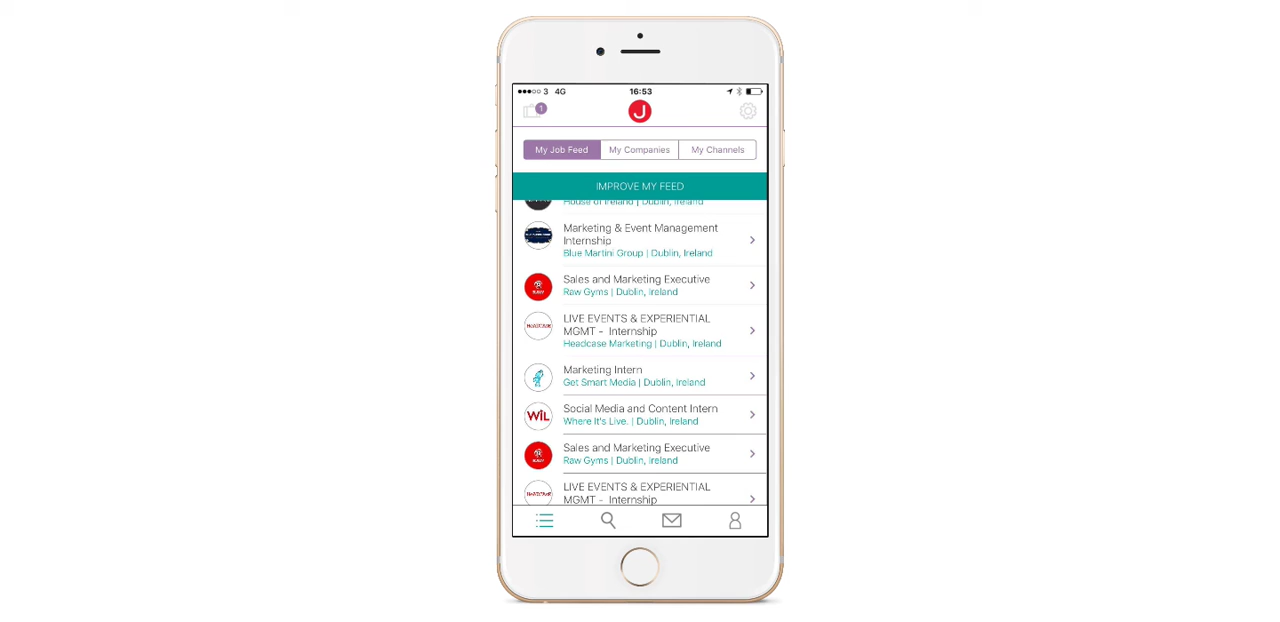 3 4G 16:53
1
J
My Job Feed My Companies My Channels
IMPROVE MY FEED
House of Ireland | Dublin, Ireland
Marketing & Event Management
Internship
Blue Martini Group | Dublin, Ireland
Sales and Marketing Executive
Raw Gyms | Dublin, Ireland
HEADCASE
LIVE EVENTS & EXPERIENTIAL
MGMT - Internship
Headcase Marketing | Dublin, Ireland
Marketing Intern
Get Smart Media | Dublin, Ireland
WIL
Social Media and Content Intern
Where It's Live. | Dublin, Ireland
Sales and Marketing Executive
Raw Gyms | Dublin, Ireland
HEADCASE
LIVE EVENTS & EXPERIENTIAL
MGMT - Internship